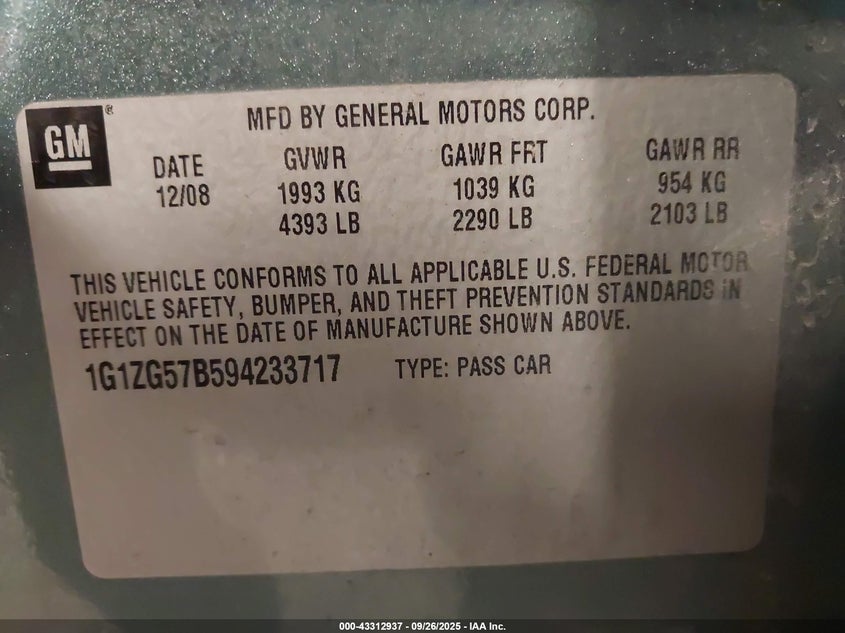 GM®
MFD BY GENERAL MOTORS CORP.
DATE GVWR GAWR FRT GAWR RR
12/08 1993 KG 1039 KG 954 KG
4393 LB 2290 LB 2103 LB
THIS VEHICLE CONFORMS TO ALL APPLICABLE U.S. FEDERAL MOTOR
VEHICLE SAFETY, BUMPER, AND THEFT PREVENTION STANDARDS IN
EFFECT ON THE DATE OF MANUFACTURE SHOWN ABOVE.
1G1ZG57B594233717 TYPE: PASS CAR
000-43312937 - 09/26/2025 - IAA Inc.